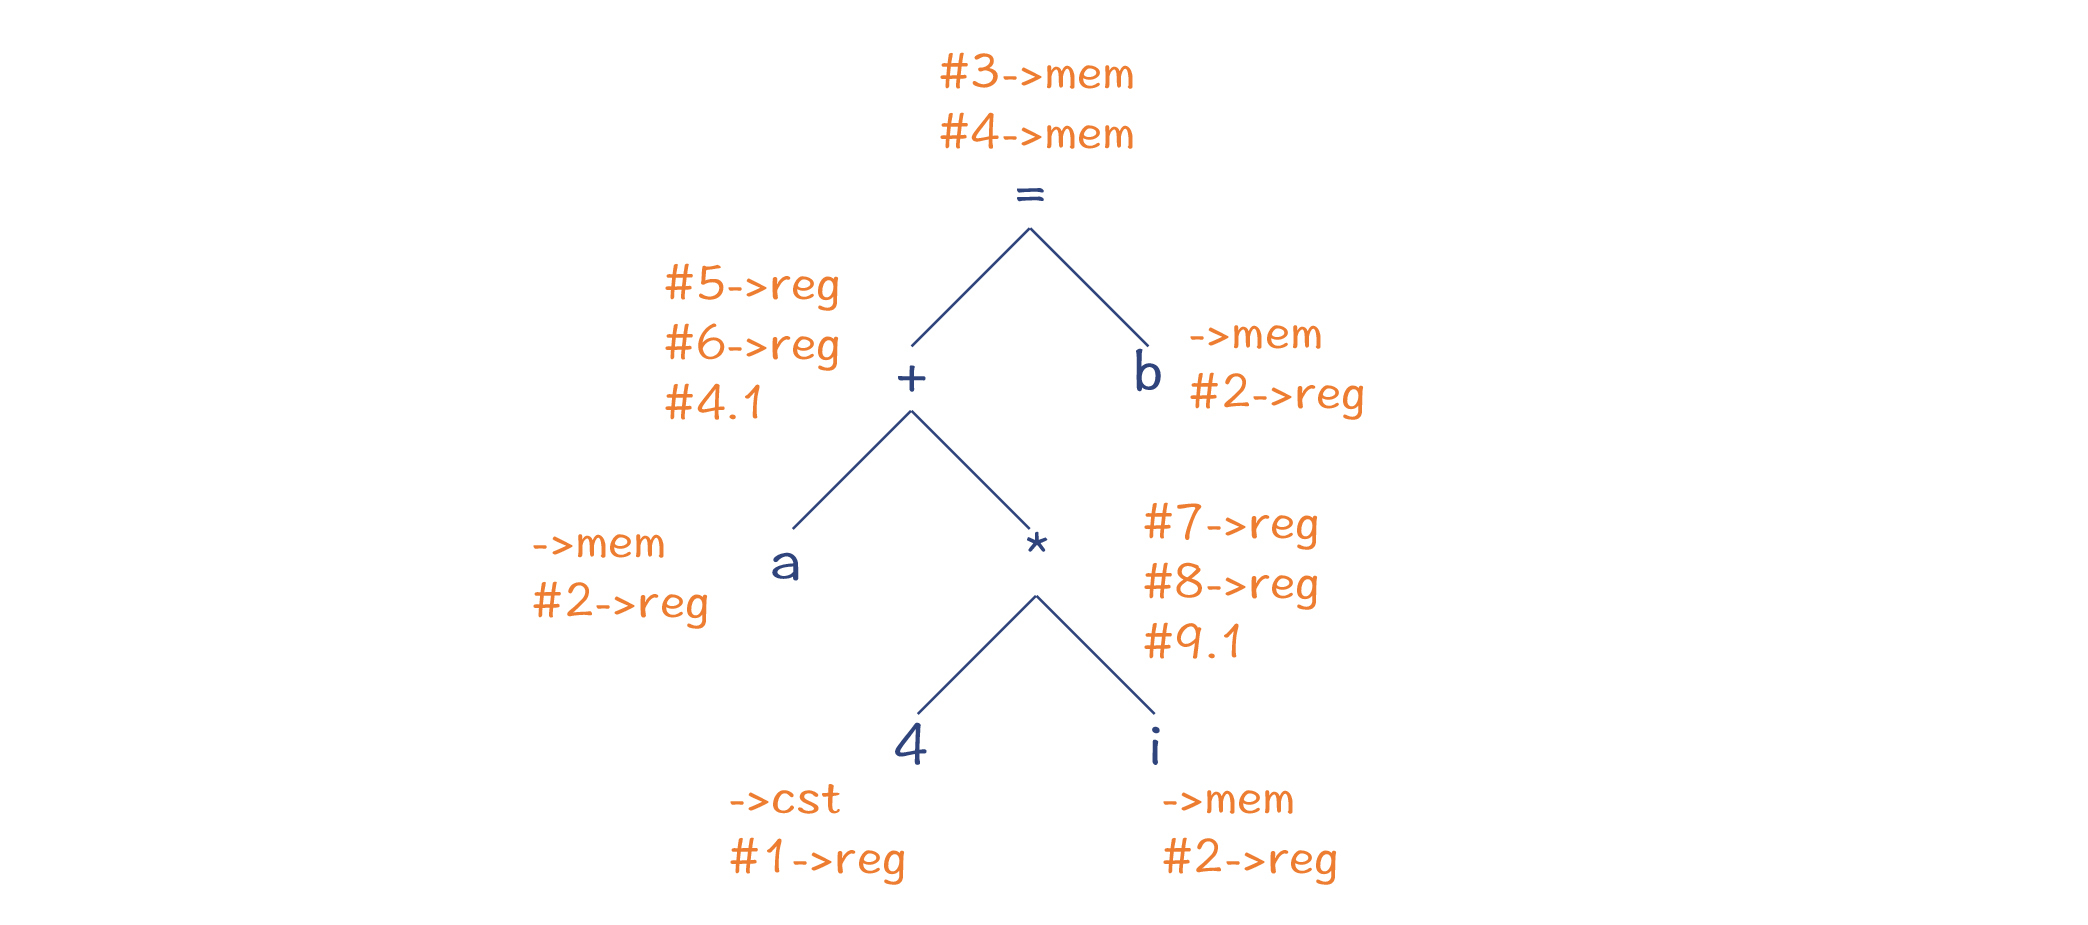 #3->mem
#4->mem
=
#5->reg
#6->reg
#4.1
+
->mem
#2->reg
b
->mem
#2->reg
a
*
#7->reg
#8->reg
#9.1
4
i
->cst
#1->reg
->mem
#2->reg